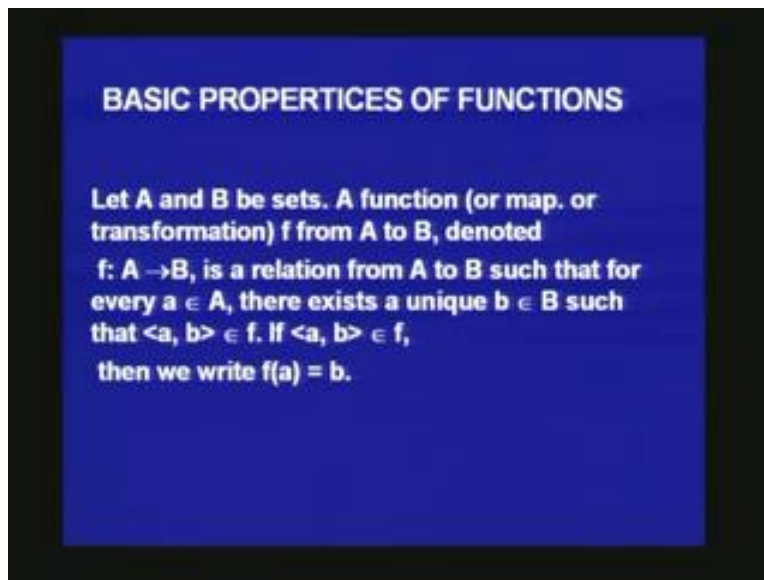 BASIC PROPERTICES OF FUNCTIONS
Let A and B be sets. A function (or map. or
transformation) f from A to B, denoted
f: A →B, is a relation from A to B such that for
every a ∈ A, there exists a unique b ∈ B such
that <a, b> ∈ f. If <a, b> ∈ f,
then we write f(a) = b.